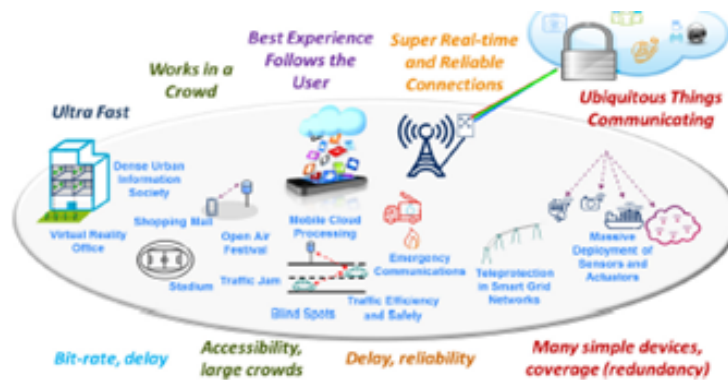 Best Experience
Follows the
User
Super Real-time
and Reliable
Connections
Works in a
Crowd
Ultra Fast
Ubiquitous Things
Communicating
Dense Urban
Information
Society
Virtual Reality
Office
Shopping Mall
Open Air
Festival
Mobile Cloud
Processing
Stadium
Traffic Jam
Blind Spots
Emergency
Communications
Traffic Efficiency
and Safety
Teleprotection
in Smart Grid
Networks
Massive
Deployment of
Sensors and
Actuators
Bit-rate, delay
Accessibility,
large crowds
Delay, reliability
Many simple devices,
coverage (redundancy)